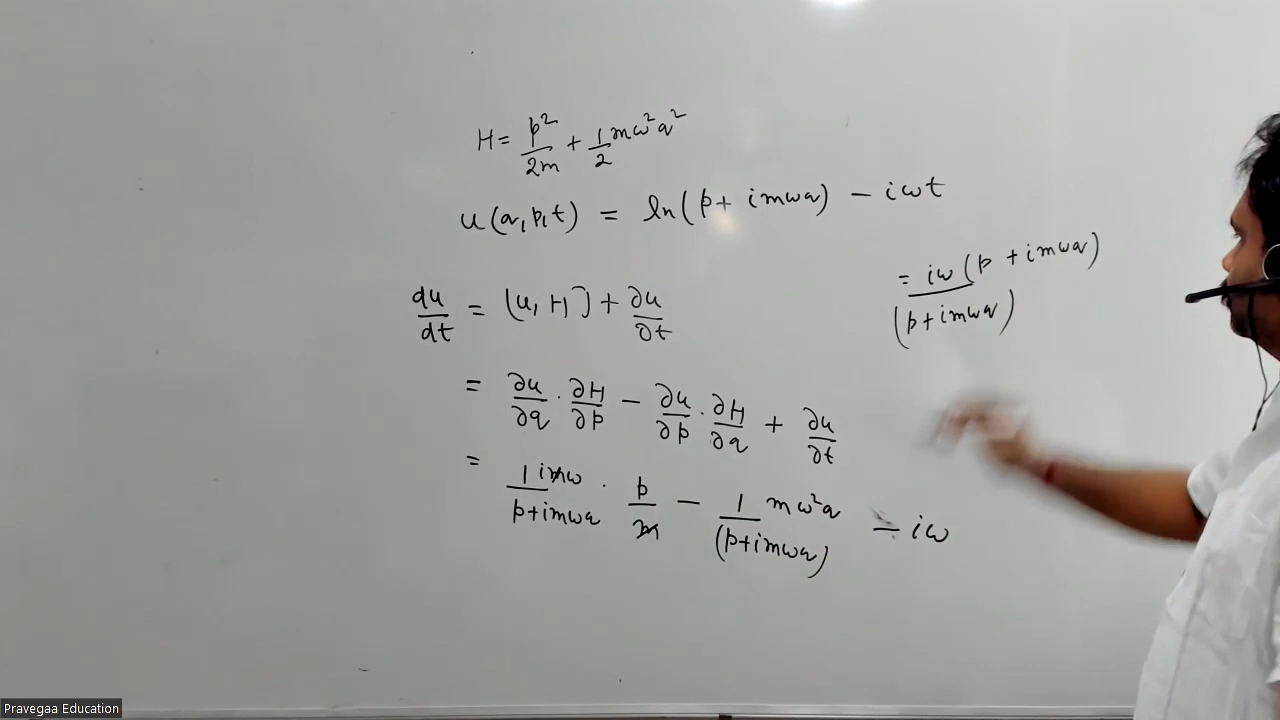 H = p²/2m + 1/2 mω²q²
u(q,p,t) = ln(p + imωq) − iωt
du/dt = [u, H] + ∂u/∂t
= iω(p + imωq)/(p+imωq)
= ∂u/∂q · ∂H/∂p − ∂u/∂p · ∂H/∂q + ∂u/∂t
= 1/(p+imωq) imω · p/m − 1/(p+imωq) mω²q − iω
Pravegaa Education